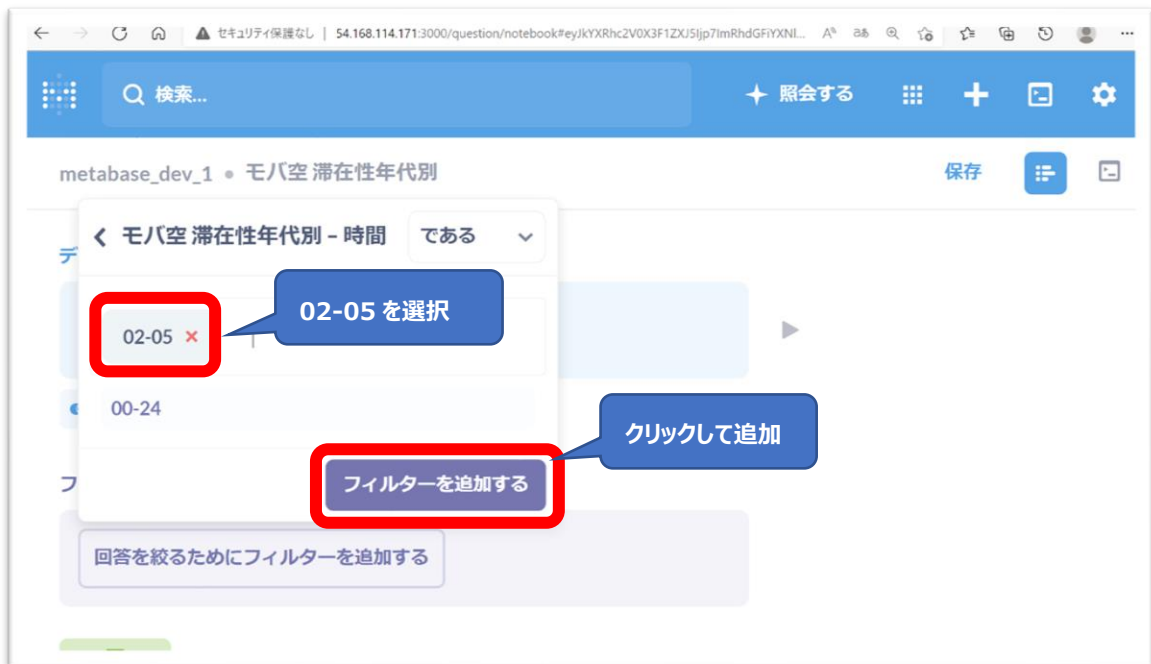 セキュリティ保護なし | 54.168.114.171:3000/question/notebook#eyJkYXRhc2V0X3F1ZXJ5Ijp7ImRhdGFiYXNl...
検索...
照会する
metabase_dev_1 • モバ空 滞在性年代別
保存
モバ空 滞在性年代別 – 時間
である
デ
02-05 を選択
02-05 ×
00-24
クリックして追加
フ
フィルターを追加する
回答を絞るためにフィルターを追加する